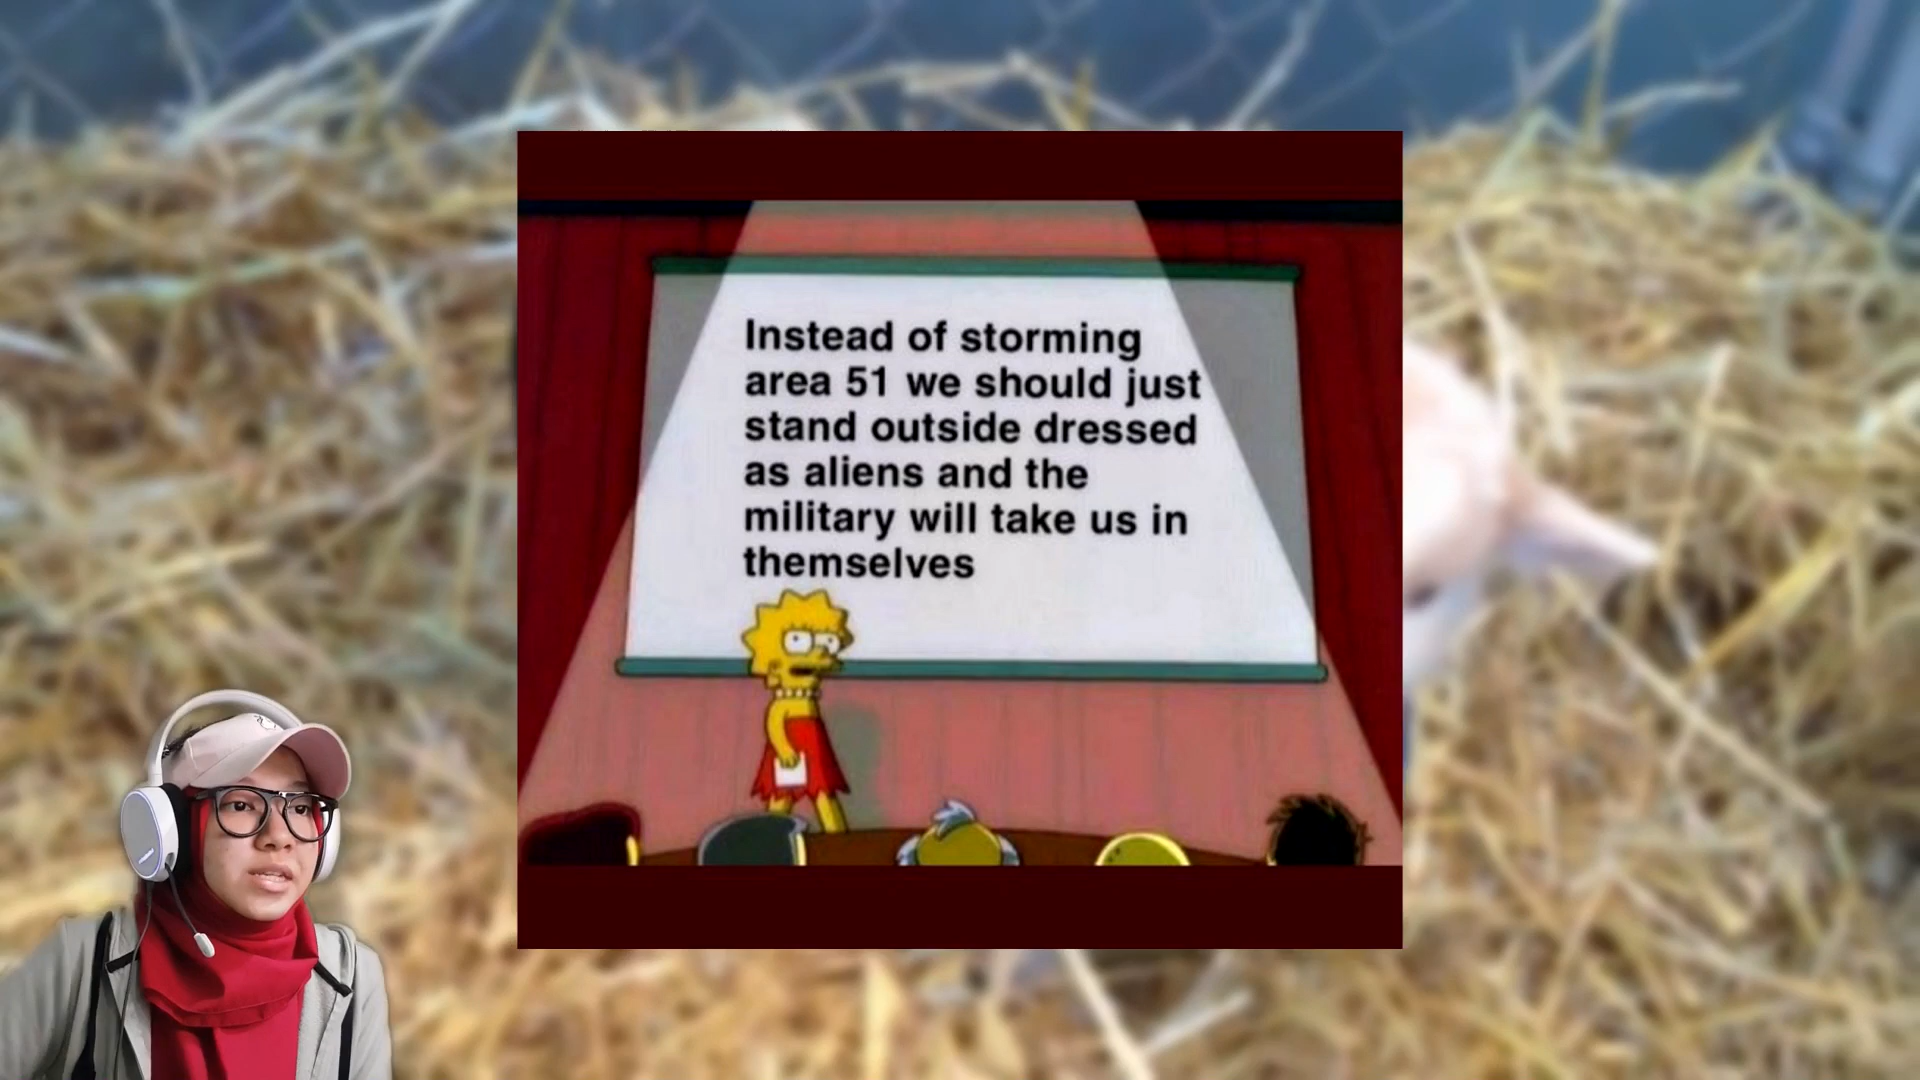 Instead of storming
area 51 we should just
stand outside dressed
as aliens and the
military will take us in
themselves